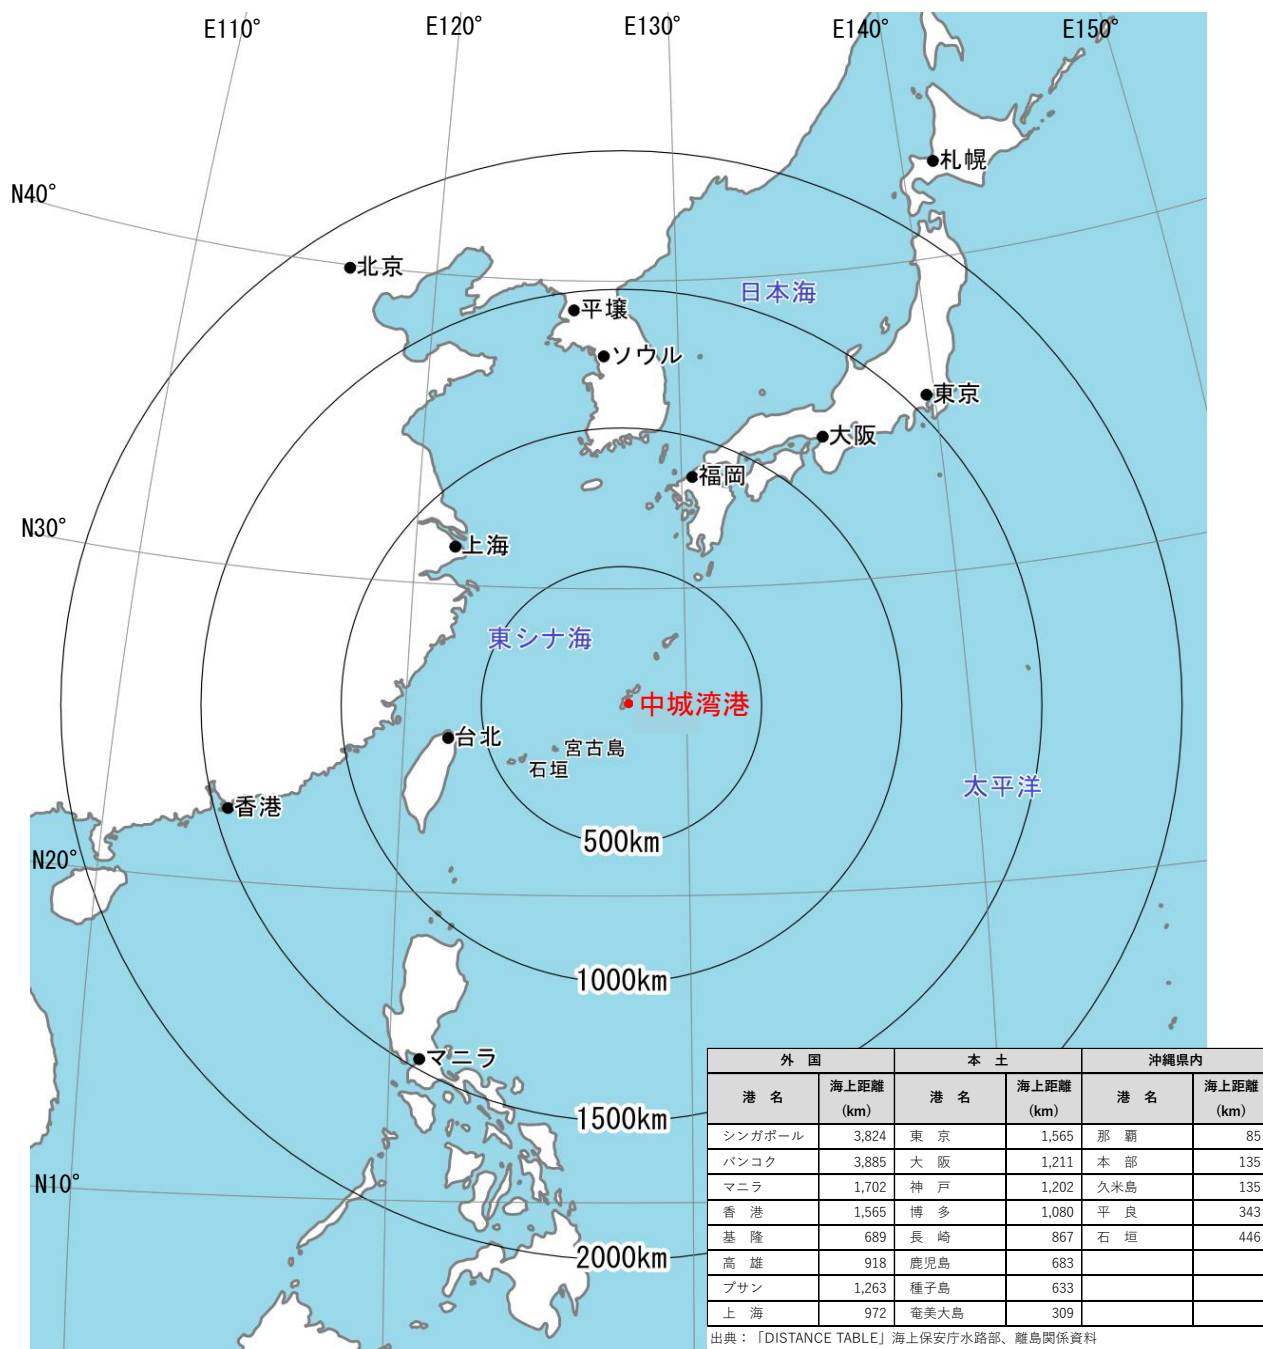 E110°
E120°
E130°
E140°
E150°
N40°
札幌
北京
日本海
平壌
ソウル
東京
大阪
福岡
N30°
上海
東シナ海
中城湾港
台北
宮古島
石垣
太平洋
香港
500km
N20°
1000km
マニラ
1500km
N10°
2000km
外 国 本 土 沖縄県内
港 名 海上距離(km) 港 名 海上距離(km) 港 名 海上距離(km)
シンガポール 3,824 東 京 1,565 那 覇 85
バンコク 3,885 大 阪 1,211 本 部 135
マニラ 1,702 神 戸 1,202 久米島 135
香 港 1,565 博 多 1,080 平 良 343
基 隆 689 長 崎 867 石 垣 446
高 雄 918 鹿児島 683
プサン 1,263 種子島 633
上 海 972 奄美大島 309
出典：「DISTANCE TABLE」海上保安庁水路部、離島関係資料